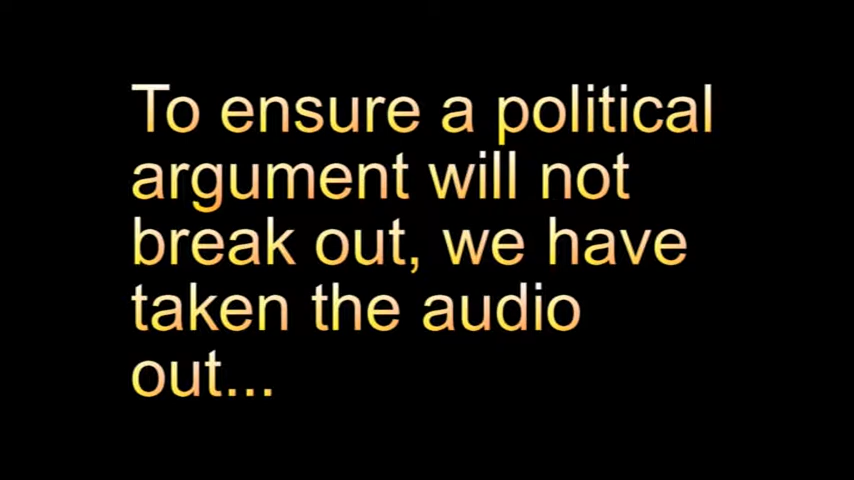 To ensure a political
argument will not
break out, we have
taken the audio
out...